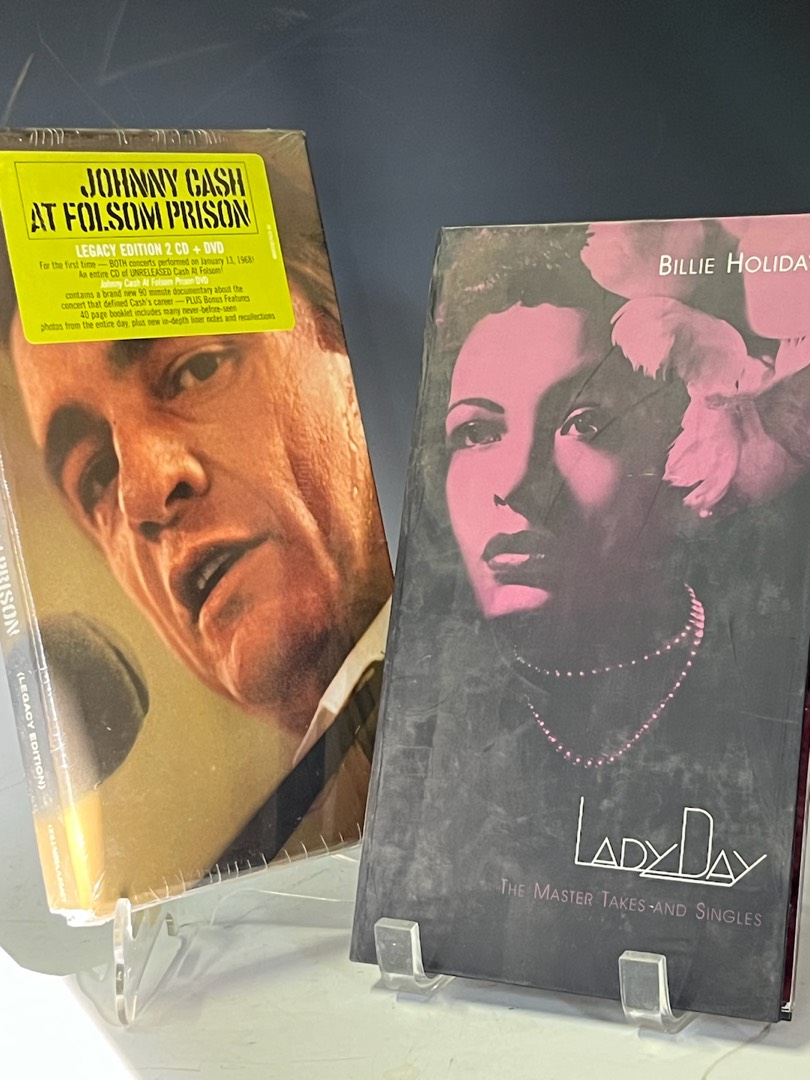 JOHNNY CASH
AT FOLSOM PRISON
LEGACY EDITION 2 CD + DVD
For the first time — BOTH concerts performed on January 13, 1968!
An entire CD of UNRELEASED Cash At Folsom!
Johnny Cash At Folsom Prison DVD
contains a brand new 90 minute documentary about the
concert that defined Cash's career — PLUS Bonus Features
40 page booklet includes many never-before-seen
photos from the entire day, plus new in-depth liner notes and recollections
PRISON
(LEGACY EDITION)
BILLIE HOLIDAY
LADY DAY
THE MASTER TAKES AND SINGLES